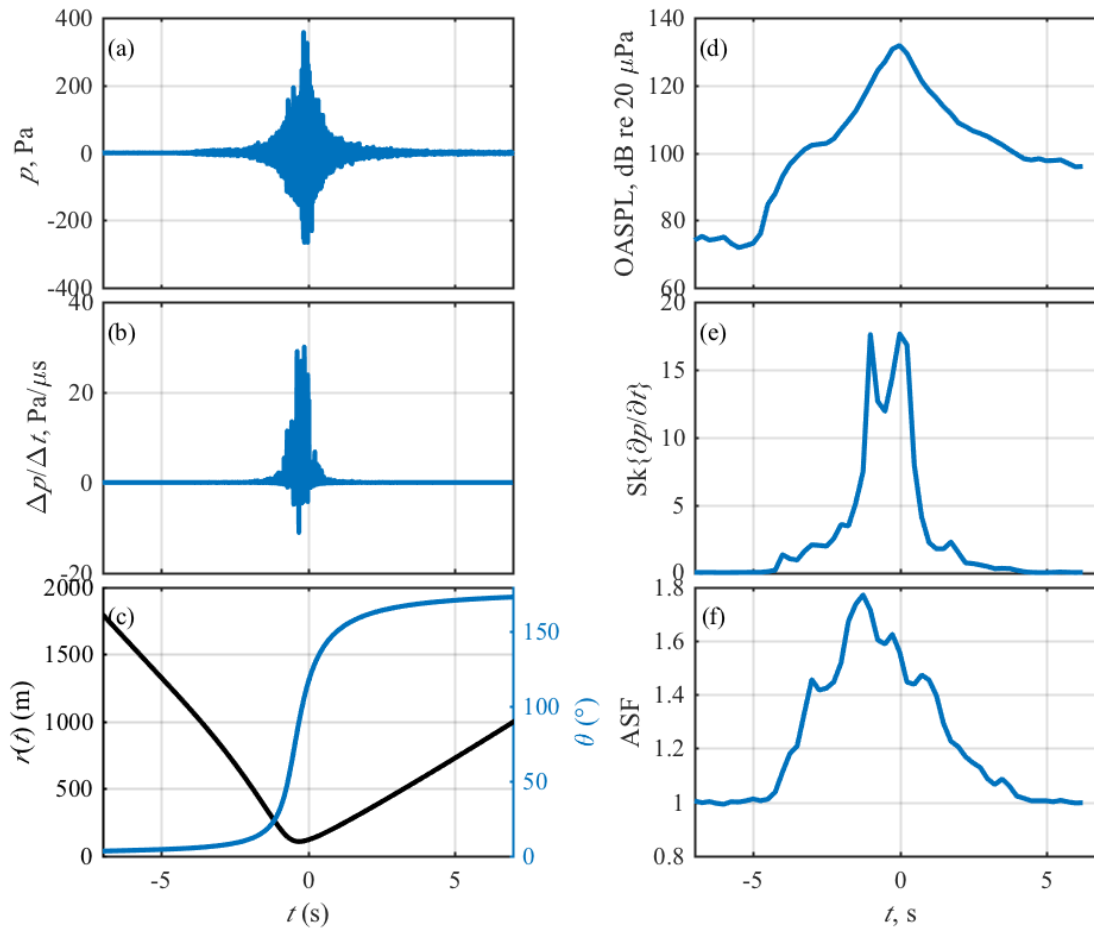 (a)
400
200
0
-200
-400
p, Pa
(b)
40
20
0
-20
Δp/Δt, Pa/μs
(c)
2000
1500
1000
500
0
r(t) (m)
150
100
50
0
θ (°)
-5
0
5
t (s)
(d)
140
120
100
80
60
OASPL, dB re 20 μPa
(e)
20
15
10
5
0
Sk{∂p/∂t}
(f)
1.8
1.6
1.4
1.2
1
0.8
ASF
-5
0
5
t, s